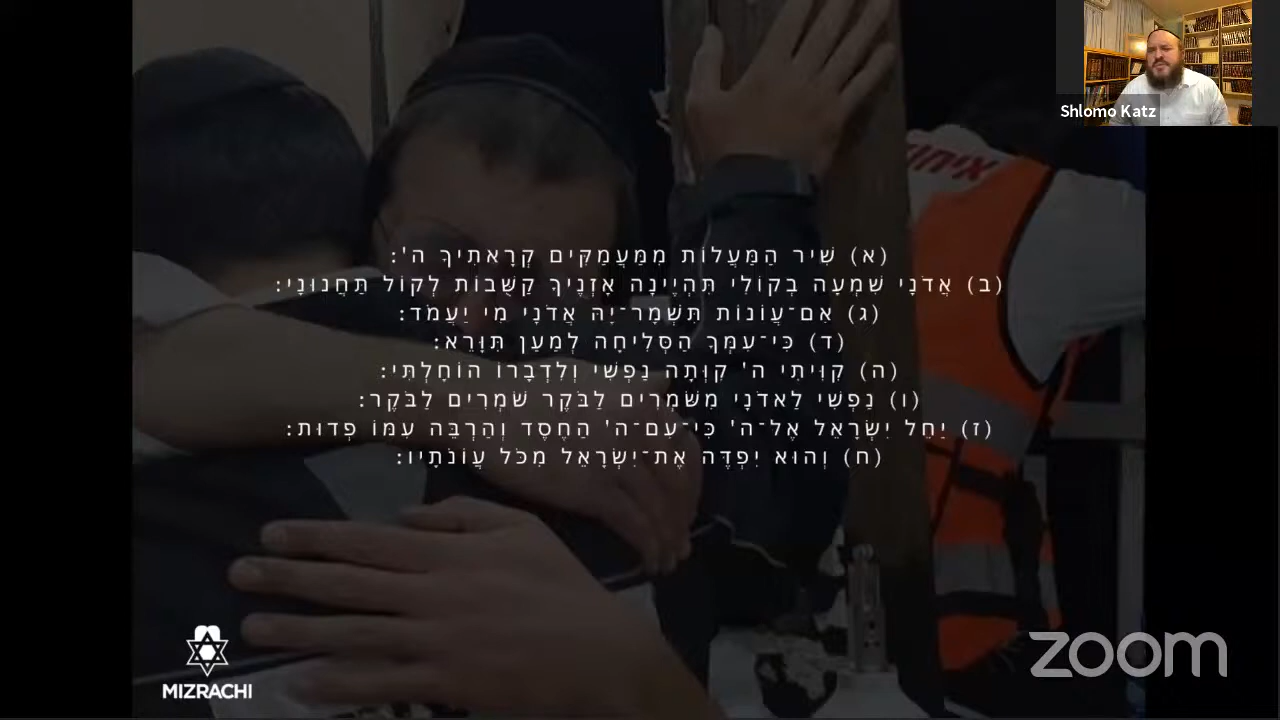 Shlomo Katz
איחוד
(א) שִׁיר הַמַּעֲלוֹת מִמַּעֲמַקִּים קְרָאתִיךָ ה':
(ב) אֲדֹנָי שִׁמְעָה בְקוֹלִי תִּהְיֶינָה אָזְנֶיךָ קַשֻּׁבוֹת לְקוֹל תַּחֲנוּנָי:
(ג) אִם־עֲוֹנוֹת תִּשְׁמָר־יָהּ אֲדֹנָי מִי יַעֲמֹד:
(ד) כִּי־עִמְּךָ הַסְּלִיחָה לְמַעַן תִּוָּרֵא:
(ה) קִוִּיתִי ה' קִוְּתָה נַפְשִׁי וְלִדְבָרוֹ הוֹחָלְתִּי:
(ו) נַפְשִׁי לַאדֹנָי מִשֹּׁמְרִים לַבֹּקֶר שֹׁמְרִים לַבֹּקֶר:
(ז) יַחֵל יִשְׂרָאֵל אֶל־ה' כִּי־עִם־ה' הַחֶסֶד וְהַרְבֵּה עִמּוֹ פְדוּת:
(ח) וְהוּא יִפְדֶּה אֶת־יִשְׂרָאֵל מִכֹּל עֲוֹנֹתָיו:
MIZRACHI
zoom